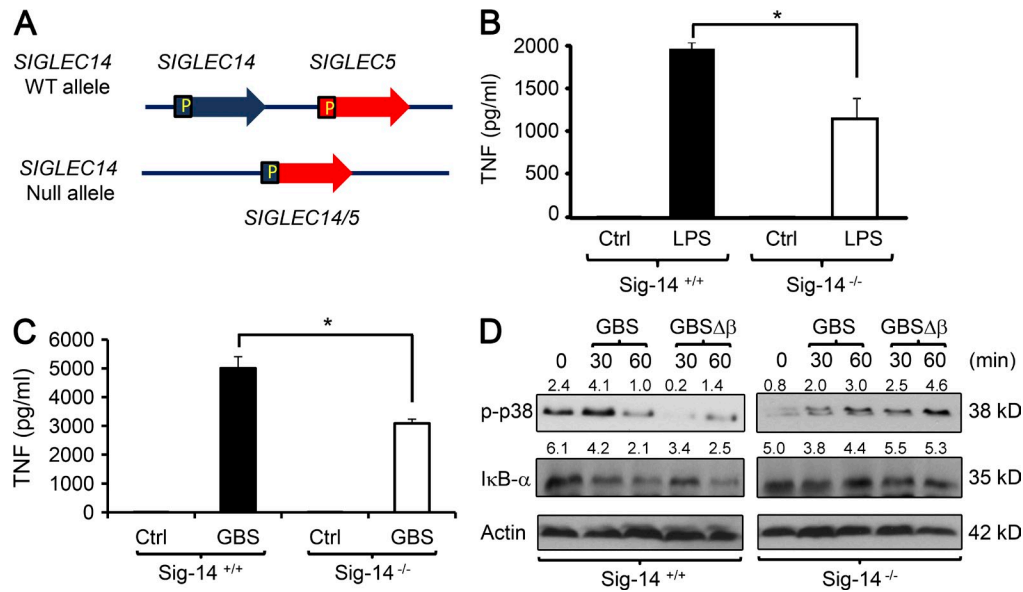 A
SIGLEC14
WT allele
SIGLEC14
SIGLEC5
P
P
SIGLEC14
Null allele
P
SIGLEC14/5
B
*
TNF (pg/ml)
2000
1500
1000
500
0
Ctrl
LPS
Ctrl
LPS
Sig-14 +/+
Sig-14 -/-
C
*
TNF (pg/ml)
6000
5000
4000
3000
2000
1000
0
Ctrl
GBS
Ctrl
GBS
Sig-14 +/+
Sig-14 -/-
D
GBS GBSΔβ GBS GBSΔβ
0 30 60 30 60 0 30 60 30 60 (min)
2.4 4.1 1.0 0.2 1.4 0.8 2.0 3.0 2.5 4.6
p-p38 38 kD
6.1 4.2 2.1 3.4 2.5 5.0 3.8 4.4 5.5 5.3
IκB-α 35 kD
Actin 42 kD
Sig-14 +/+ Sig-14 -/-